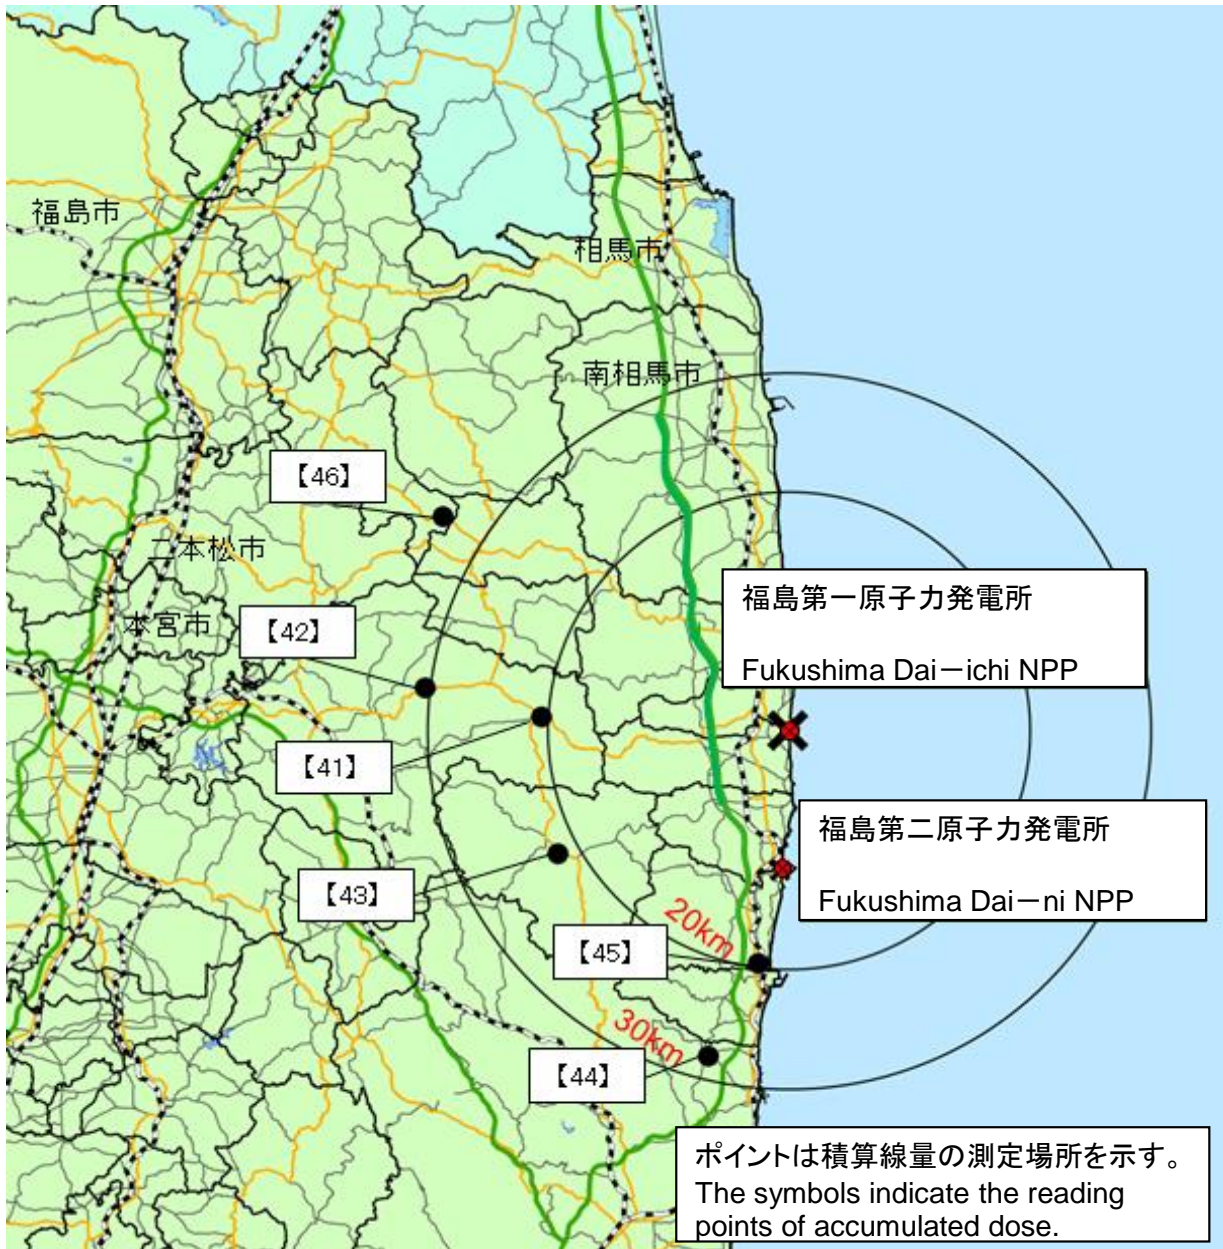 福島市
相馬市
南相馬市
【46】
二本松市
福島第一原子力発電所
本宮市
【42】
Fukushima Dai－ichi NPP
【41】
福島第二原子力発電所
【43】
Fukushima Dai－ni NPP
20km
【45】
30km
【44】
ポイントは積算線量の測定場所を示す。
The symbols indicate the reading
points of accumulated dose.